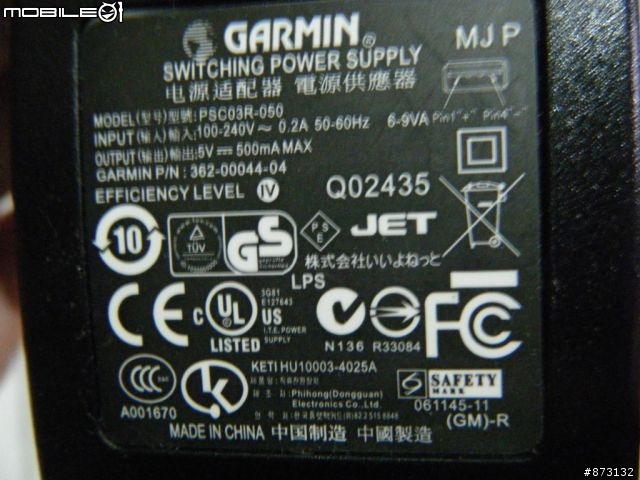 MOBILE01
GARMIN®
MJ P
SWITCHING POWER SUPPLY
电源适配器 電源供應器
MODEL(型号)型號:PSC03R-050
INPUT(输入)輸入:100-240V~ 0.2A 50-60Hz 6-9VA Pin1"+" Pin4"-"
OUTPUT(输出)輸出:5V⎓ 500mA MAX
GARMIN P/N : 362-00044-04
EFFICIENCY LEVEL IV
Q02435
10
TÜV
GS
PSE
JET
株式会社いいよねっと
LPS
CE
C UL US
LISTED
3G81
E127643
I.T.E. POWER
SUPPLY
N136 R33084
FC
CCC
A001670
K
KETI HU10003-4025A
Phihong(Dongguan)
Electronics Co.,Ltd
S
SAFETY
MARK
061145-11
(GM)-R
MADE IN CHINA 中国制造 中國製造
#873132